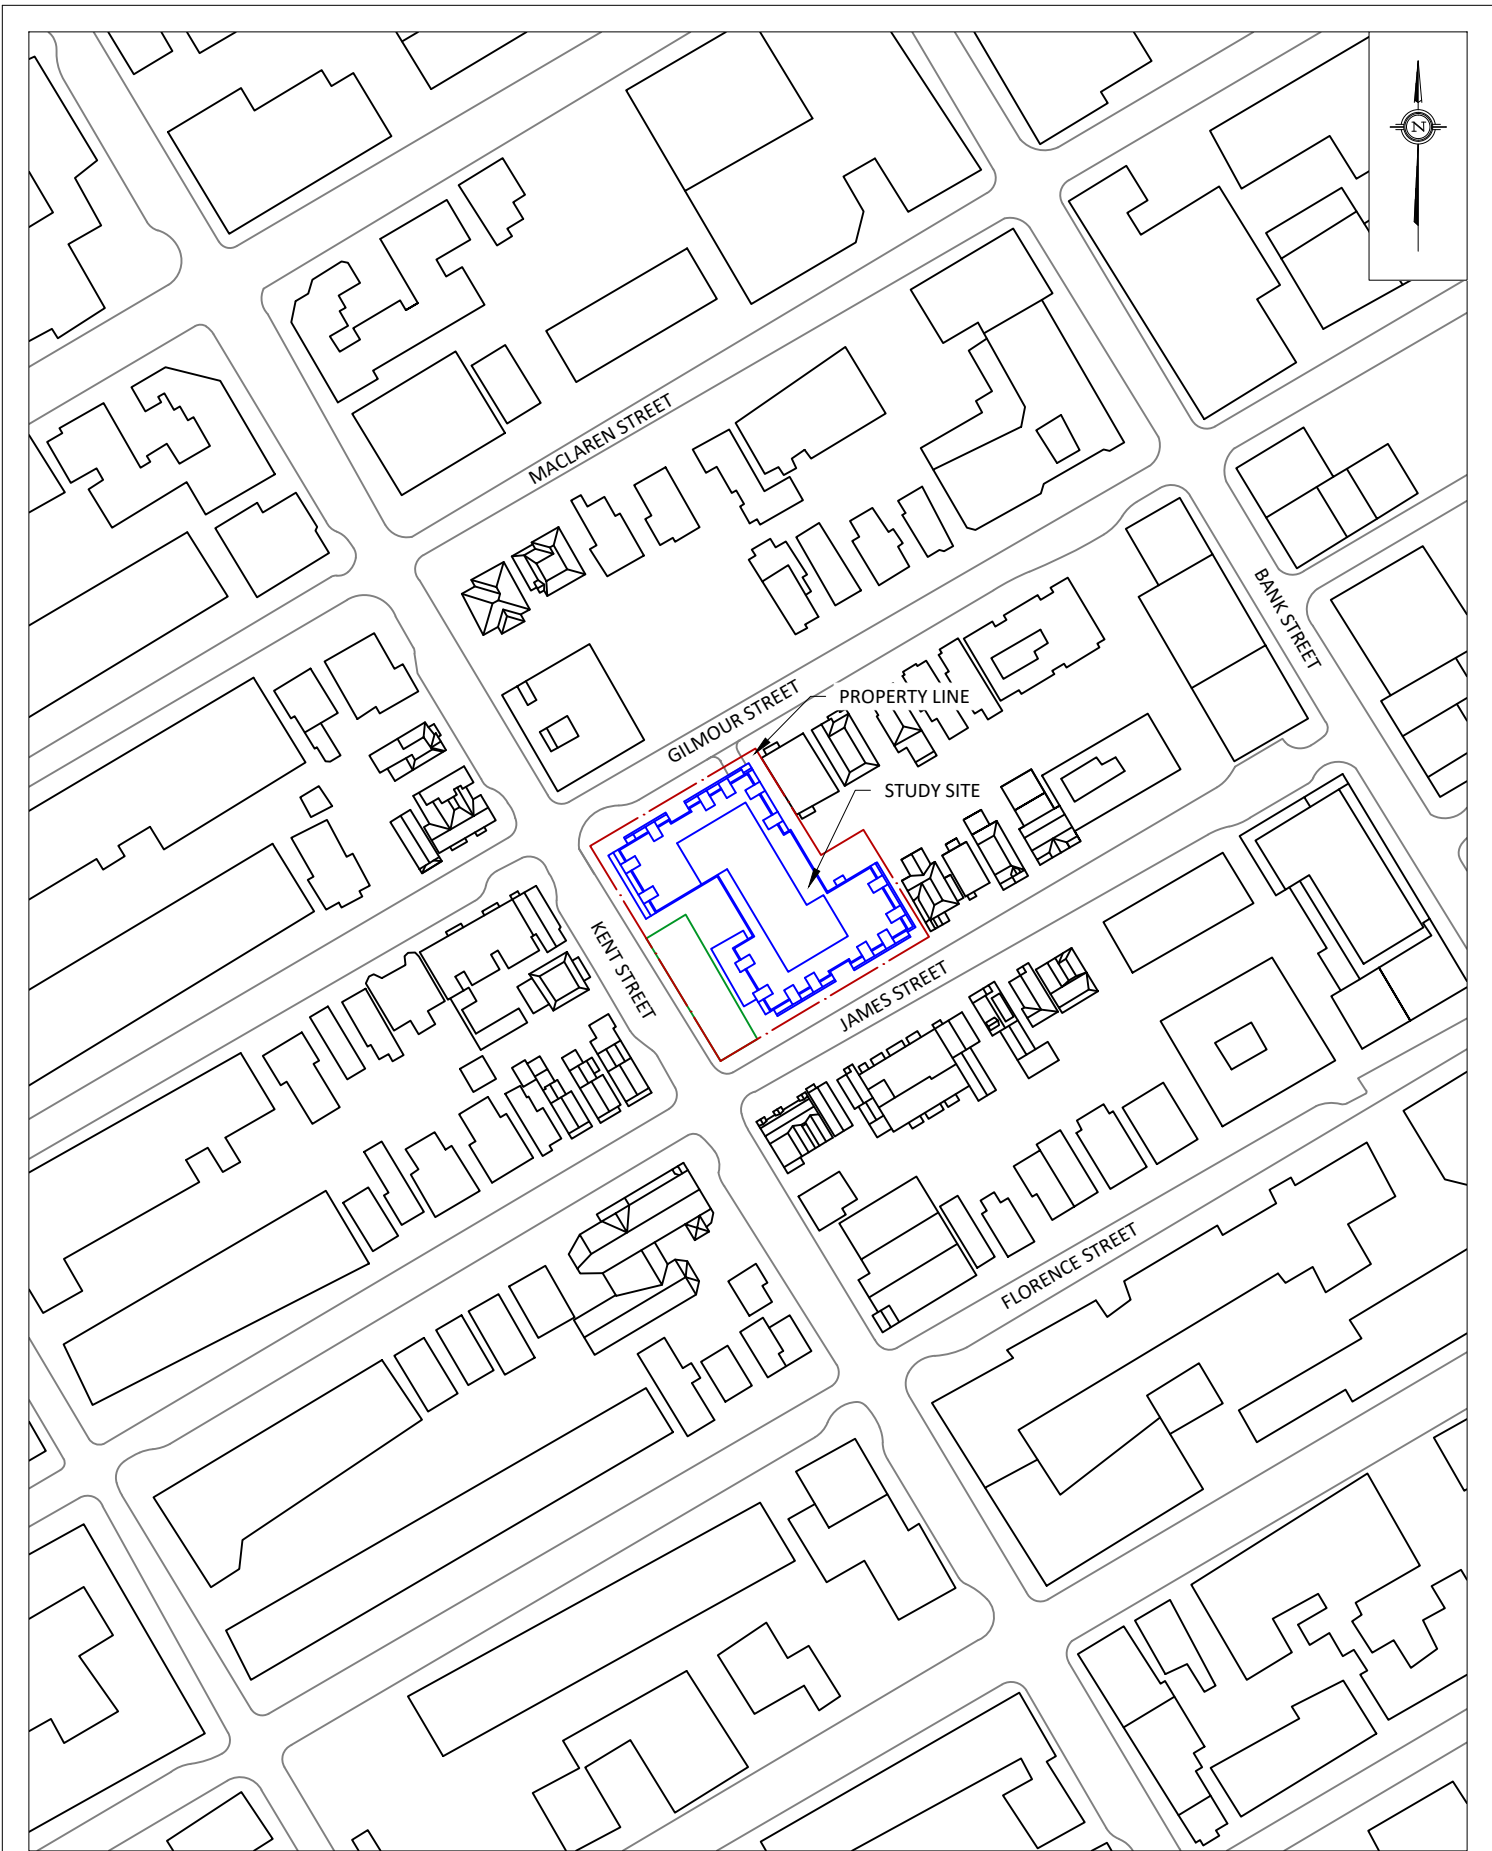 N
MACLAREN STREET
BANK STREET
GILMOUR STREET
PROPERTY LINE
STUDY SITE
KENT STREET
JAMES STREET
FLORENCE STREET